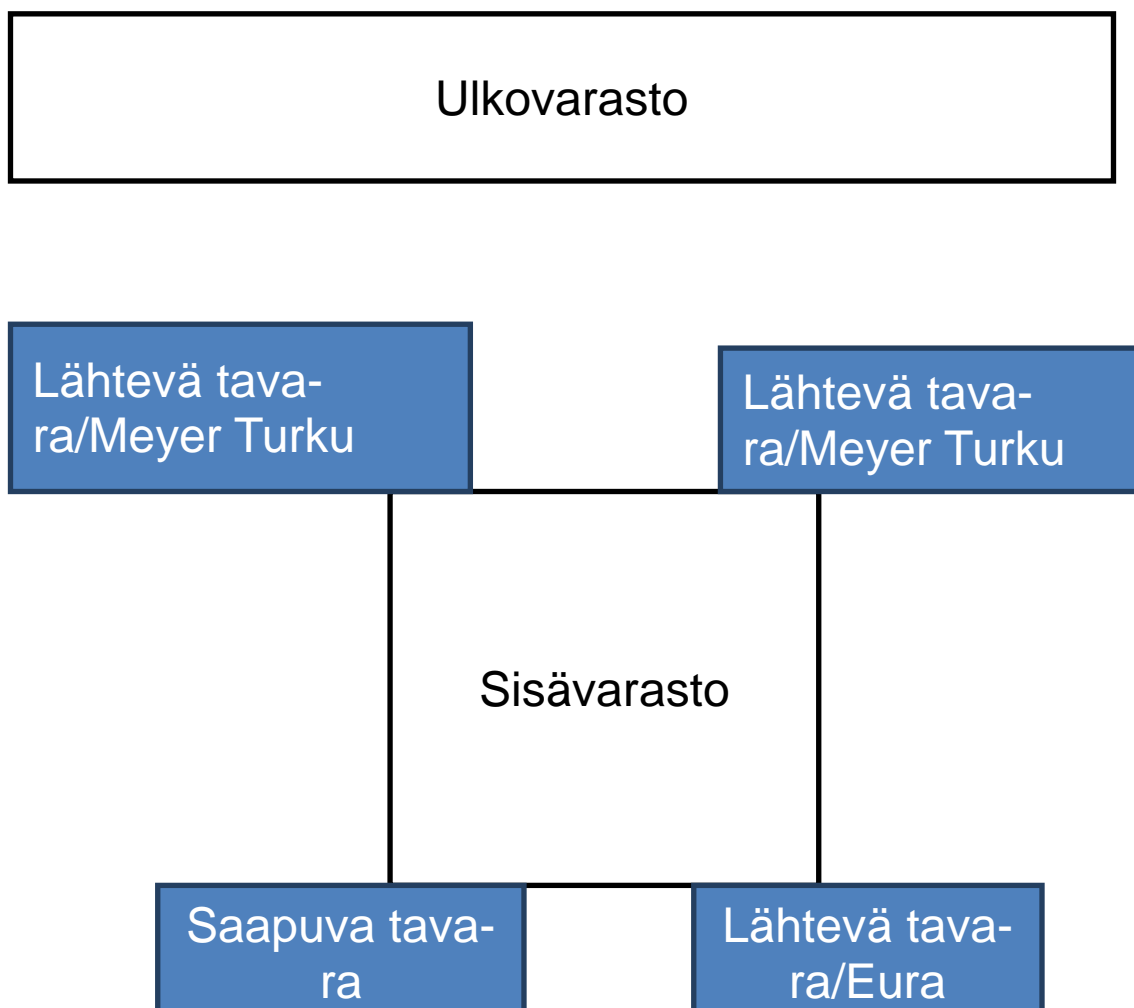 Ulkovarasto
Lähtevä tava-
ra/Meyer Turku
Lähtevä tava-
ra/Meyer Turku
Sisävarasto
Saapuva tava-
ra
Lähtevä tava-
ra/Eura